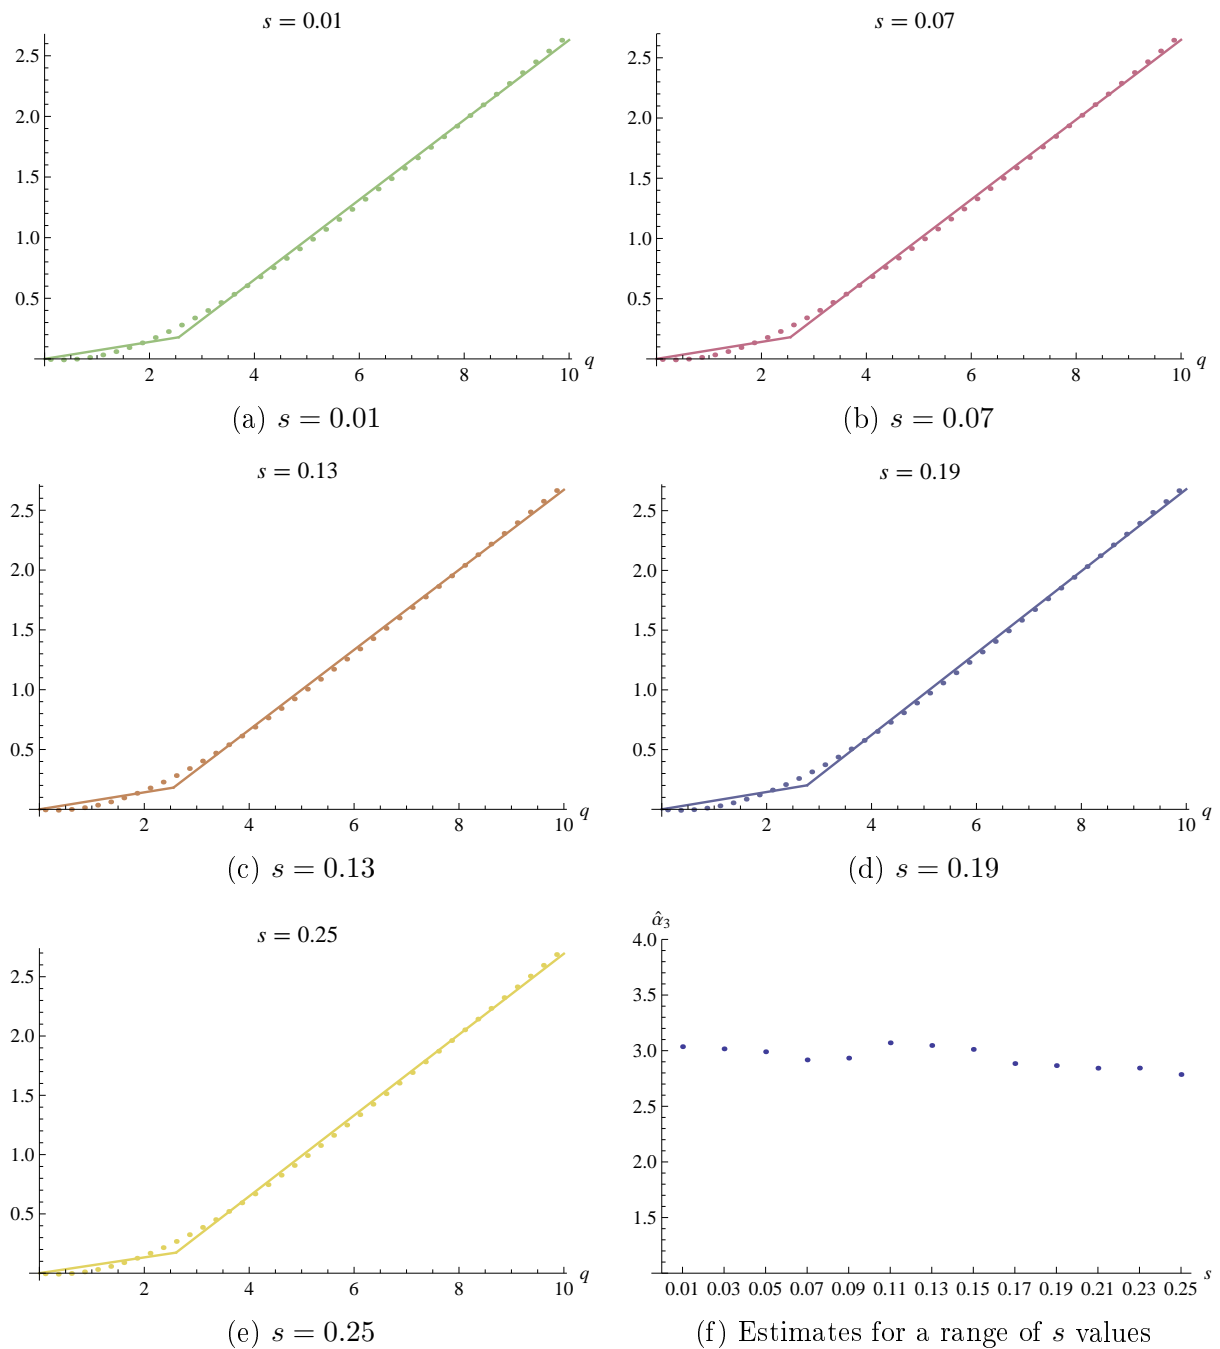 s = 0.01
2.5
2.0
1.5
1.0
0.5
2 4 6 8 10 q
(a) s = 0.01
s = 0.07
2.5
2.0
1.5
1.0
0.5
2 4 6 8 10 q
(b) s = 0.07
s = 0.13
2.5
2.0
1.5
1.0
0.5
2 4 6 8 10 q
(c) s = 0.13
s = 0.19
2.5
2.0
1.5
1.0
0.5
2 4 6 8 10 q
(d) s = 0.19
s = 0.25
2.5
2.0
1.5
1.0
0.5
2 4 6 8 10 q
(e) s = 0.25
α̂₃
4.0
3.5
3.0
2.5
2.0
1.5
0.01 0.03 0.05 0.07 0.09 0.11 0.13 0.15 0.17 0.19 0.21 0.23 0.25 s
(f) Estimates for a range of s values